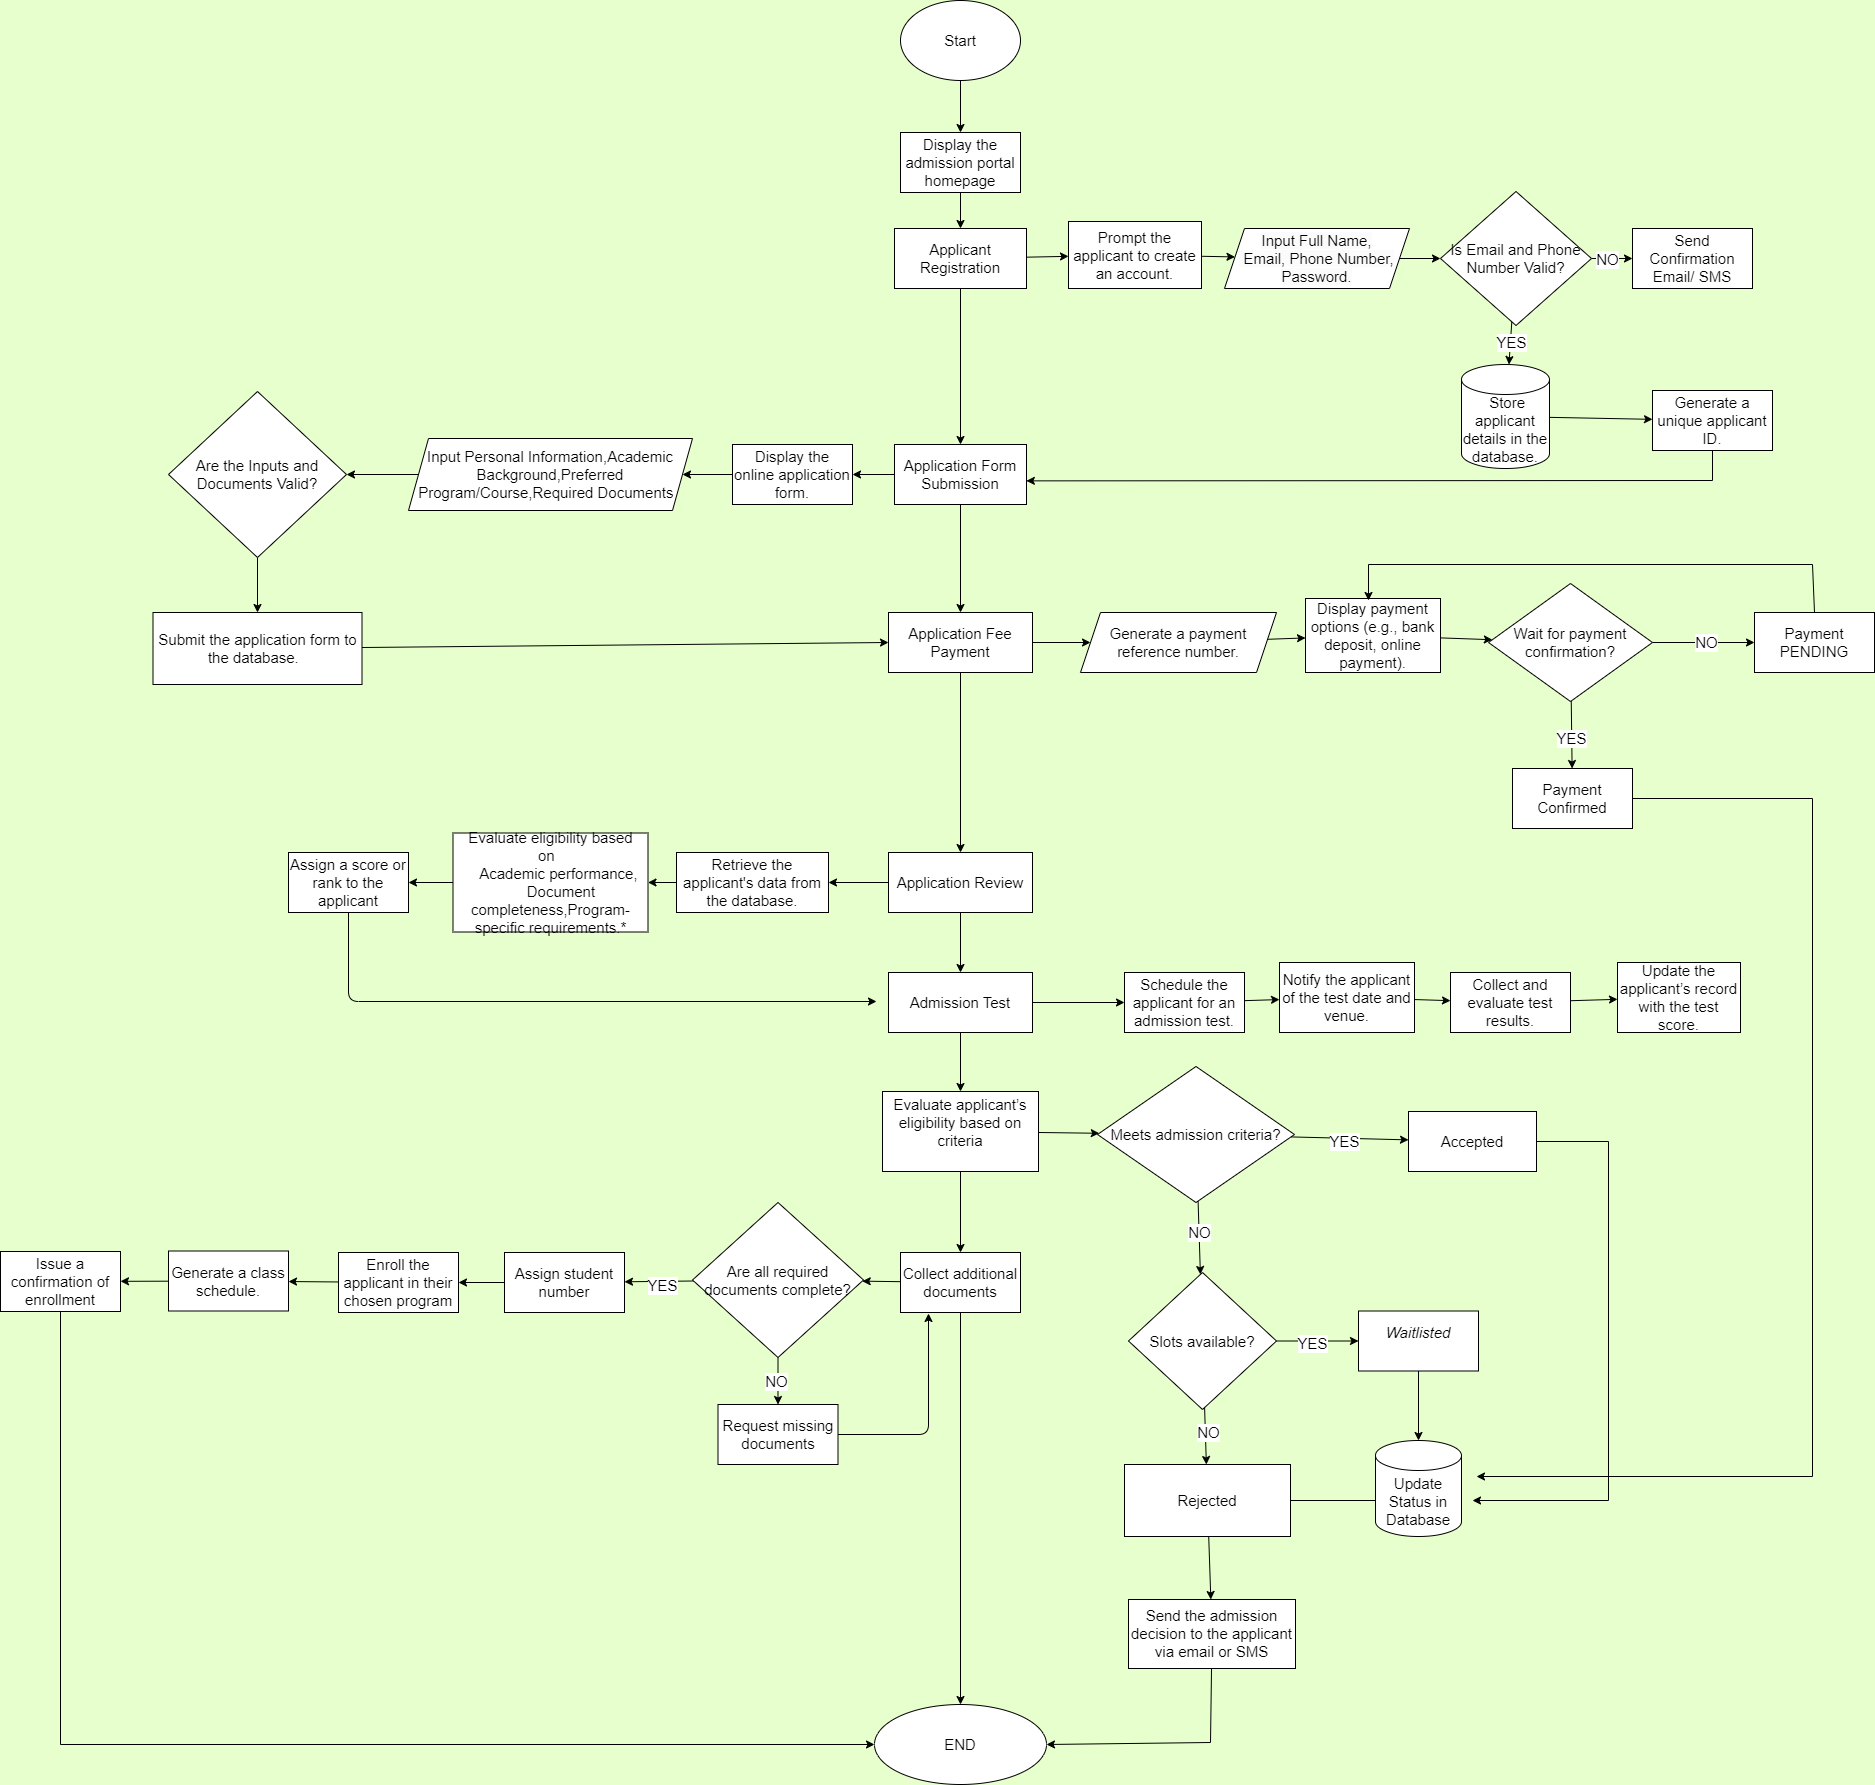 Start
Display the
admission portal
homepage
Applicant
Registration
Prompt the
applicant to create
an account.
Input Full Name,
Email, Phone Number,
Password.
Is Email and Phone
Number Valid?
NO
Send
Confirmation
Email/ SMS
YES
Store
applicant
details in the
database.
Generate a
unique applicant
ID.
Application Form
Submission
Display the
online application
form.
Input Personal Information,Academic
Background,Preferred
Program/Course,Required Documents
Are the Inputs and
Documents Valid?
Submit the application form to
the database.
Application Fee
Payment
Generate a payment
reference number.
Display payment
options (e.g., bank
deposit, online
payment).
Wait for payment
confirmation?
NO
Payment
PENDING
YES
Payment
Confirmed
Application Review
Retrieve the
applicant's data from
the database.
Evaluate eligibility based
on
Academic performance,
Document
completeness,Program-
specific requirements.*
Assign a score or
rank to the
applicant
Admission Test
Schedule the
applicant for an
admission test.
Notify the applicant
of the test date and
venue.
Collect and
evaluate test
results.
Update the
applicant’s record
with the test
score.
Evaluate applicant’s
eligibility based on
criteria
Meets admission criteria?
YES
Accepted
NO
Slots available?
YES
Waitlisted
NO
Rejected
Update
Status in
Database
Send the admission
decision to the applicant
via email or SMS
Collect additional
documents
Are all required
documents complete?
YES
Assign student
number
Enroll the
applicant in their
chosen program
Generate a class
schedule.
Issue a
confirmation of
enrollment
NO
Request missing
documents
END